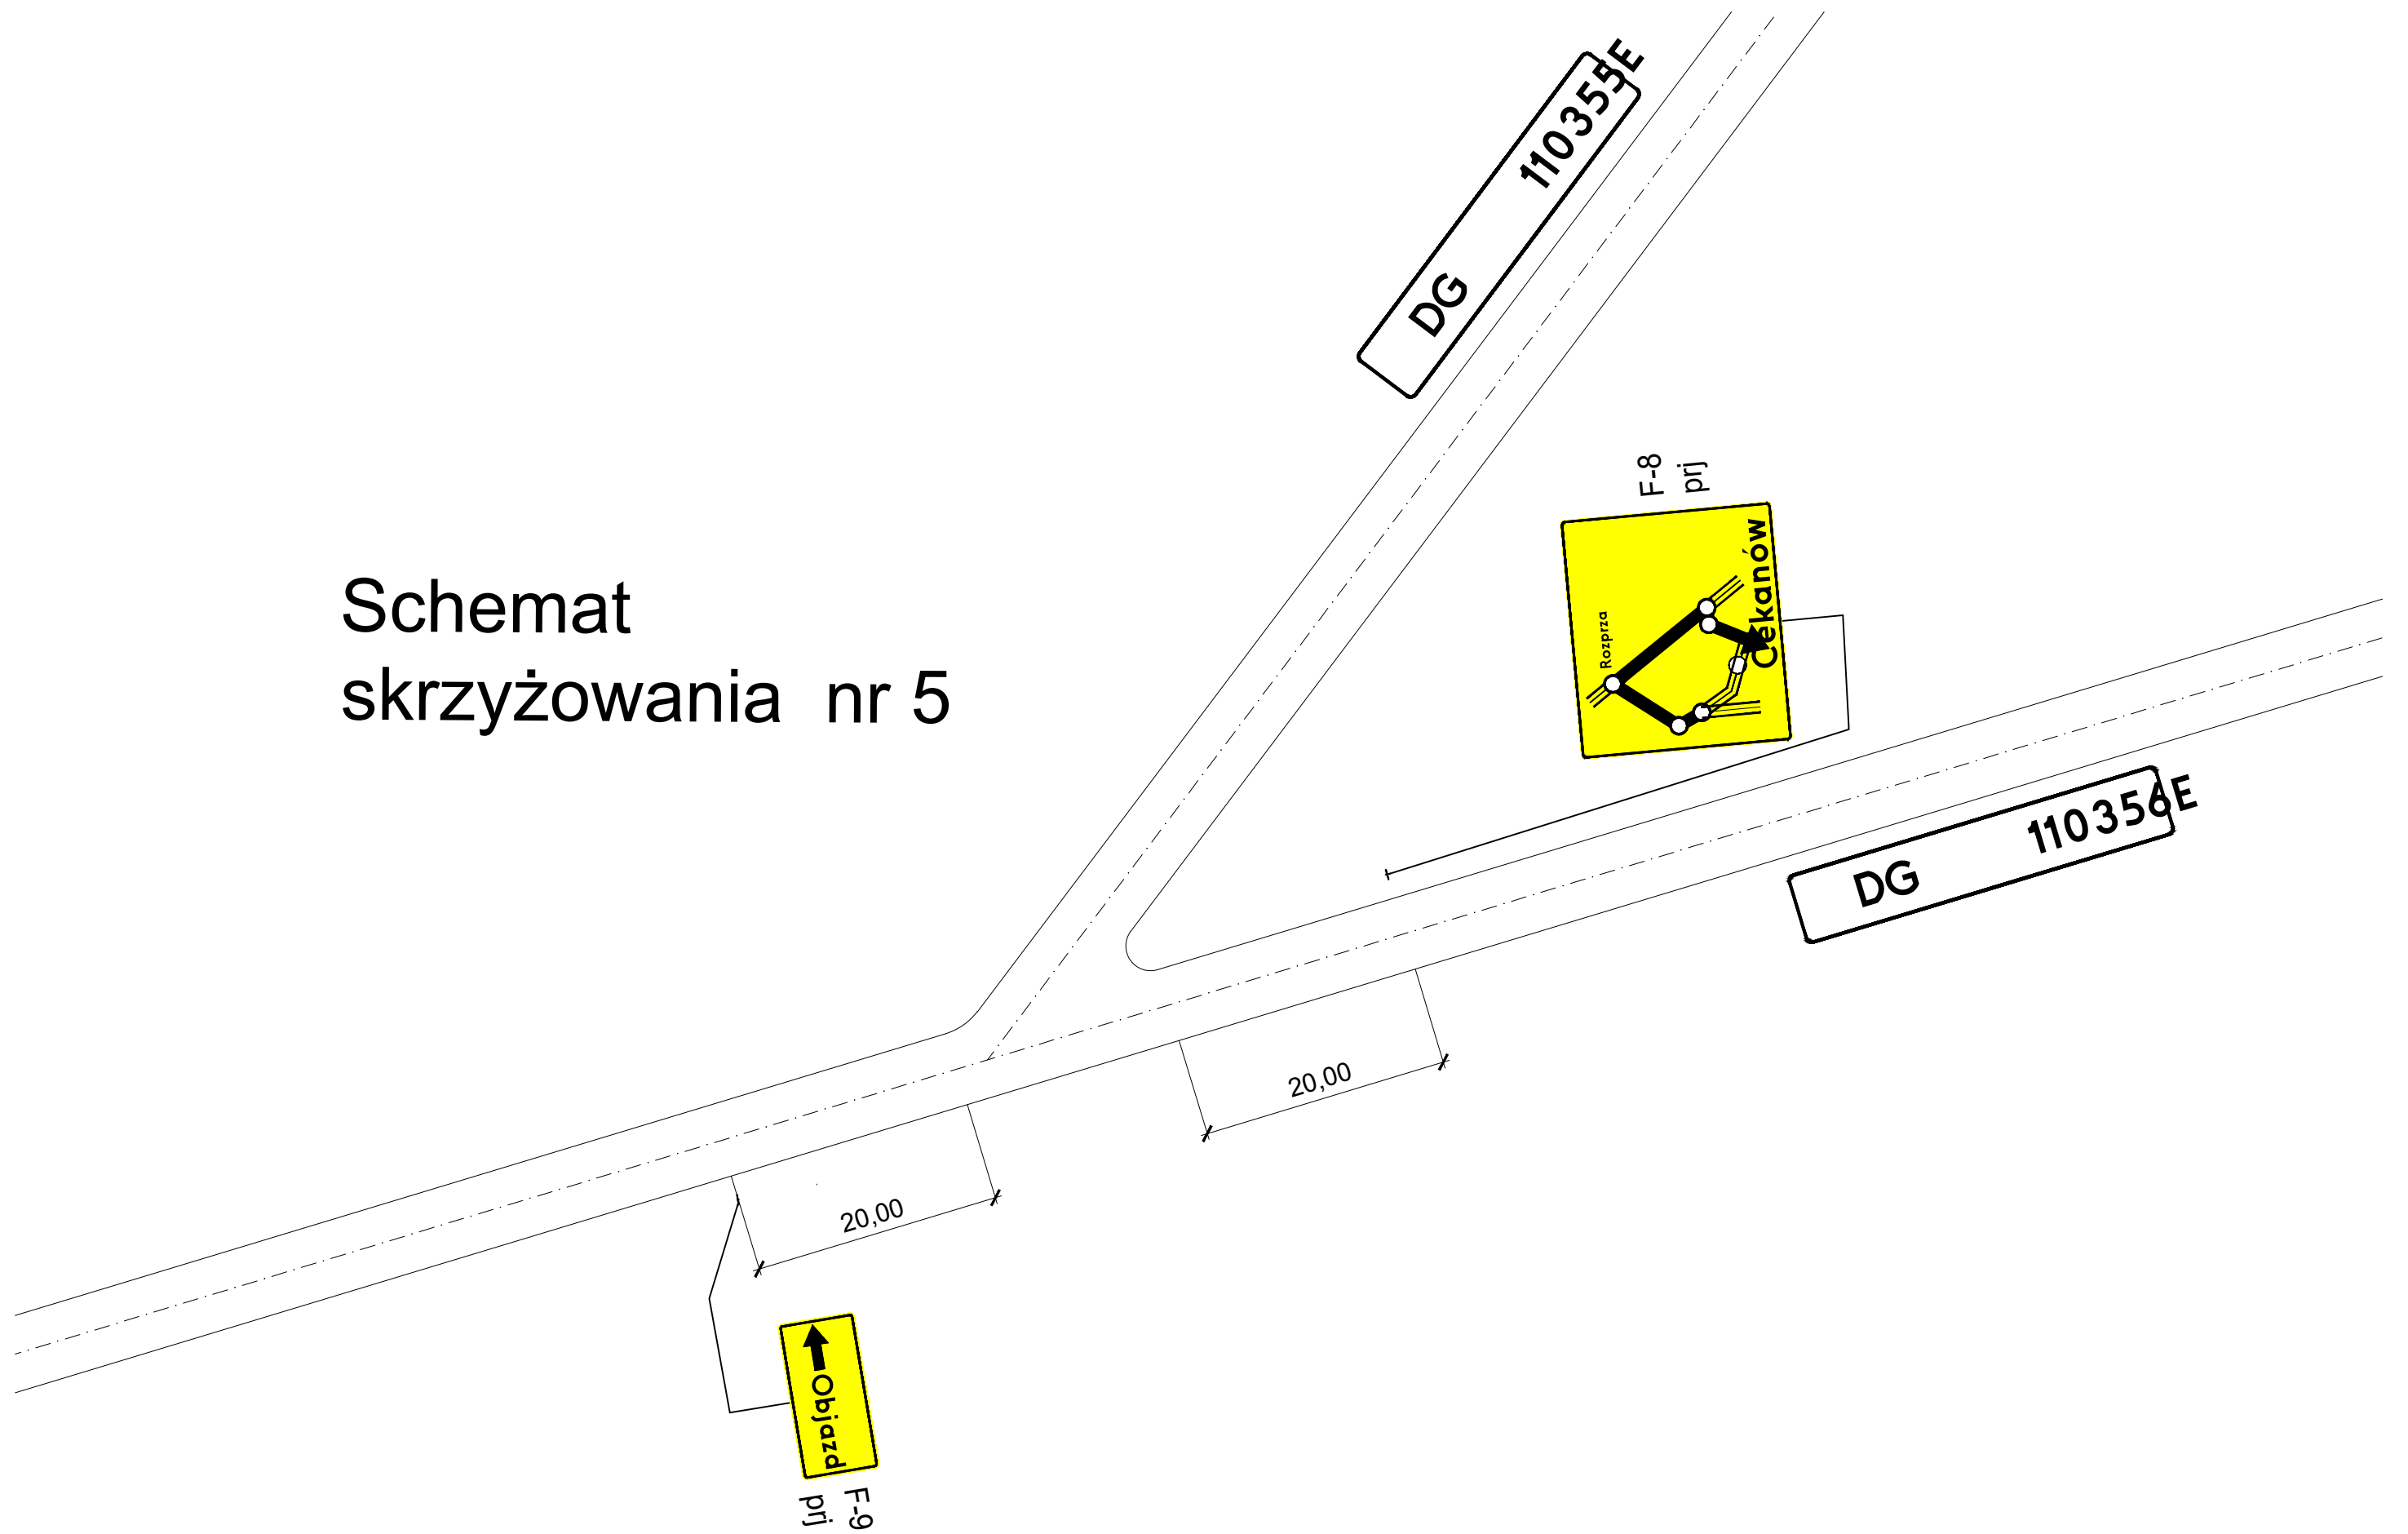 DG 110355E
F-8
prj
Cekanów
Rozprza
Schemat
skrzyżowania nr 5
DG 110356E
20,00
20,00
Objazd
F-9
prj